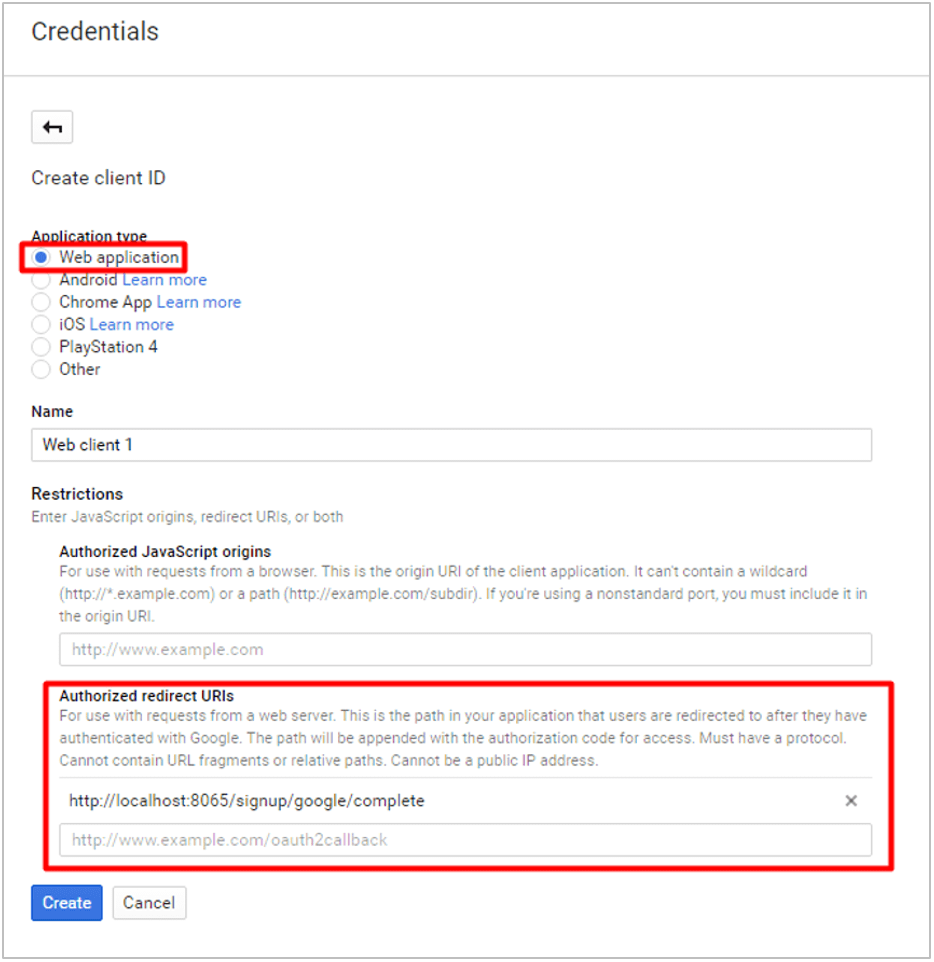 Credentials
Create client ID
Application type
Web application
Android Learn more
Chrome App Learn more
iOS Learn more
PlayStation 4
Other
Name
Web client 1
Restrictions
Enter JavaScript origins, redirect URIs, or both
Authorized JavaScript origins
For use with requests from a browser. This is the origin URI of the client application. It can't contain a wildcard
(http://*.example.com) or a path (http://example.com/subdir). If you're using a nonstandard port, you must include it in
the origin URI.
http://www.example.com
Authorized redirect URIs
For use with requests from a web server. This is the path in your application that users are redirected to after they have
authenticated with Google. The path will be appended with the authorization code for access. Must have a protocol.
Cannot contain URL fragments or relative paths. Cannot be a public IP address.
http://localhost:8065/signup/google/complete
http://www.example.com/oauth2callback
Create Cancel